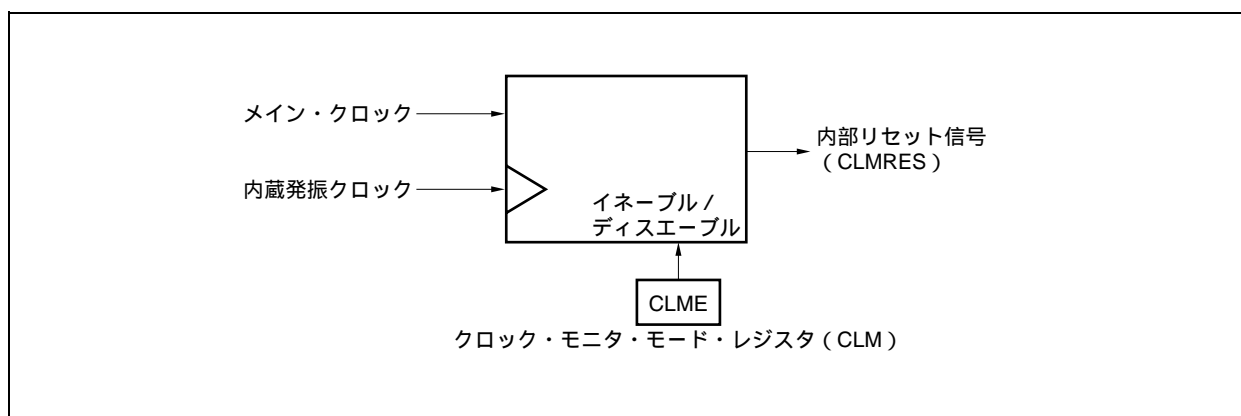 メイン・クロック
内蔵発振クロック
イネーブル /
ディスエーブル
内部リセット信号
（CLMRES）
CLME
クロック・モニタ・モード・レジスタ（CLM）